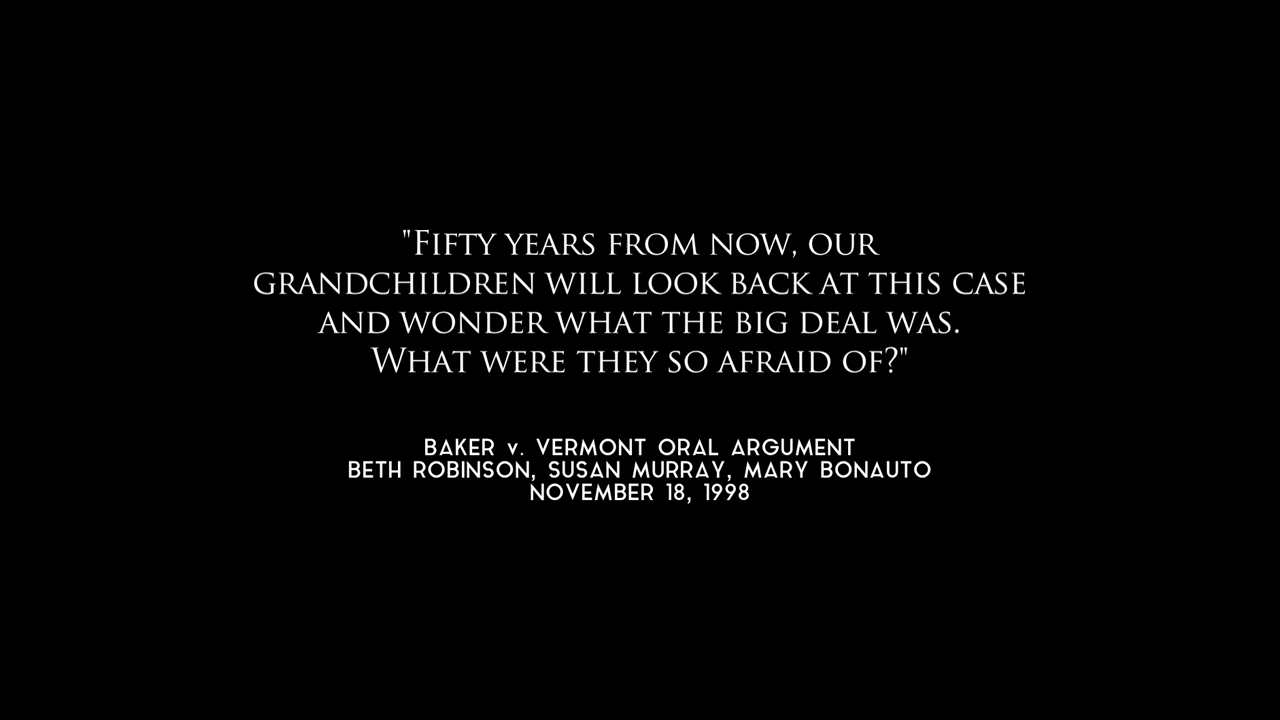 "Fifty years from now, our
grandchildren will look back at this case
and wonder what the big deal was.
What were they so afraid of?"
BAKER v. VERMONT ORAL ARGUMENT
BETH ROBINSON, SUSAN MURRAY, MARY BONAUTO
NOVEMBER 18, 1998